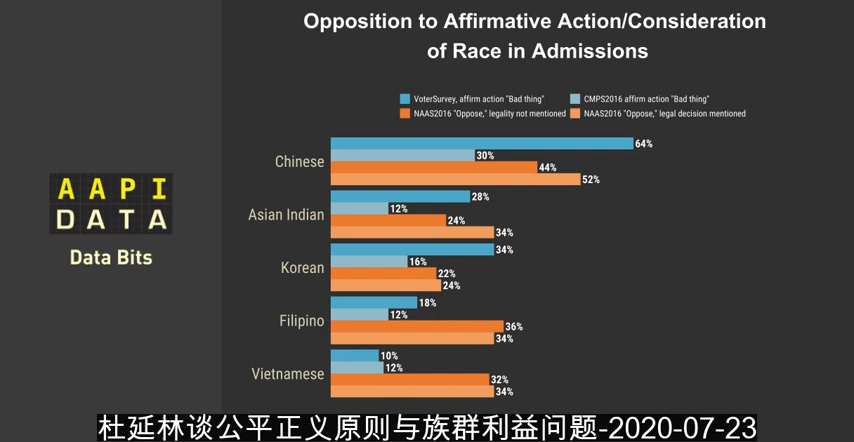 Opposition to Affirmative Action/Consideration
of Race in Admissions
VoterSurvey, affirm action "Bad thing"
CMPS2016 affirm action "Bad thing"
NAAS2016 "Oppose," legality not mentioned
NAAS2016 "Oppose," legal decision mentioned
AAPI
DATA
Data Bits
Chinese
64%
30%
44%
52%
Asian Indian
28%
12%
24%
34%
Korean
34%
16%
22%
24%
Filipino
18%
12%
36%
34%
Vietnamese
10%
12%
32%
34%
杜延林谈公平正义原则与族群利益问题-2020-07-23